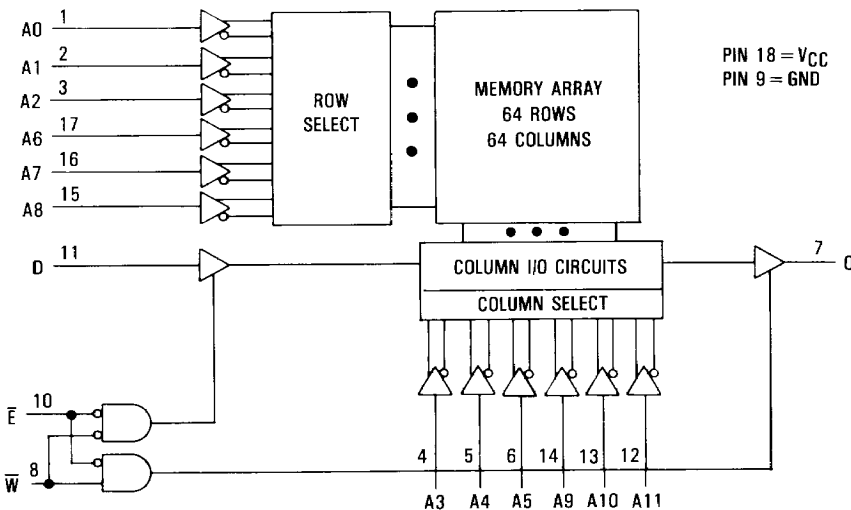 A0 1
A1 2
A2 3
A6 17
A7 16
A8 15
ROW
SELECT
MEMORY ARRAY
64 ROWS
64 COLUMNS
PIN 18 = VCC
PIN 9 = GND
D 11
COLUMN I/O CIRCUITS
COLUMN SELECT
7
E̅ 10
W̅ 8
4 5 6 14 13 12
A3 A4 A5 A9 A10 A11